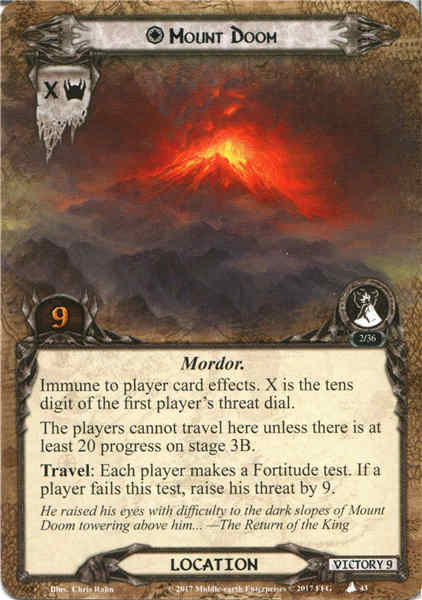 Mount Doom
X
9
2/36
Mordor.
Immune to player card effects. X is the tens
digit of the first player's threat dial.
The players cannot travel here unless there is at
least 20 progress on stage 3B.
Travel: Each player makes a Fortitude test. If a
player fails this test, raise his threat by 9.
He raised his eyes with difficulty to the dark slopes of Mount
Doom towering above him... —The Return of the King
LOCATION
VICTORY 9
Illus. Chris Rahn
© 2017 Middle-earth Enterprises © 2017 FFG
43